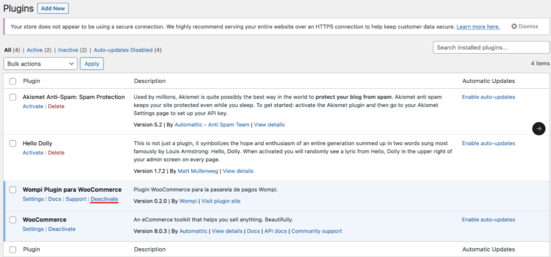 Plugins Add New
Your store does not appear to be using a secure connection. We highly recommend serving your entire website over an HTTPS connection to help keep customer data secure. Learn more here. Dismiss
All (4) | Active (2) | Inactive (2) | Auto-updates Disabled (4)
Search installed plugins...
Bulk actions Apply
4 items
Plugin Description Automatic Updates
Akismet Anti-Spam: Spam Protection
Activate | Delete
Used by millions, Akismet is quite possibly the best way in the world to protect your blog from spam. Akismet anti spam
keeps your site protected even while you sleep. To get started: activate the Akismet plugin and then go to your Akismet
Settings page to set up your API key.
Version 5.2 | By Automattic - Anti Spam Team | View details
Enable auto-updates
Hello Dolly
Activate | Delete
This is not just a plugin, it symbolizes the hope and enthusiasm of an entire generation summed up in two words sung most
famously by Louis Armstrong: Hello, Dolly. When activated you will randomly see a lyric from Hello, Dolly in the upper right of
your admin screen on every page.
Version 1.7.2 | By Matt Mullenweg | View details
Enable auto-updates
Wompi Plugin para WooCommerce
Settings | Docs | Support | Deactivate
Plugin WooCommerce para la pasarela de pagos Wompi.
Version 0.2.0 | By Wompi | Visit plugin site
WooCommerce
Settings | Deactivate
An eCommerce toolkit that helps you sell anything. Beautifully.
Version 8.0.3 | By Automattic | View details | Docs | API docs | Community support
Enable auto-updates
Plugin Description Automatic Updates